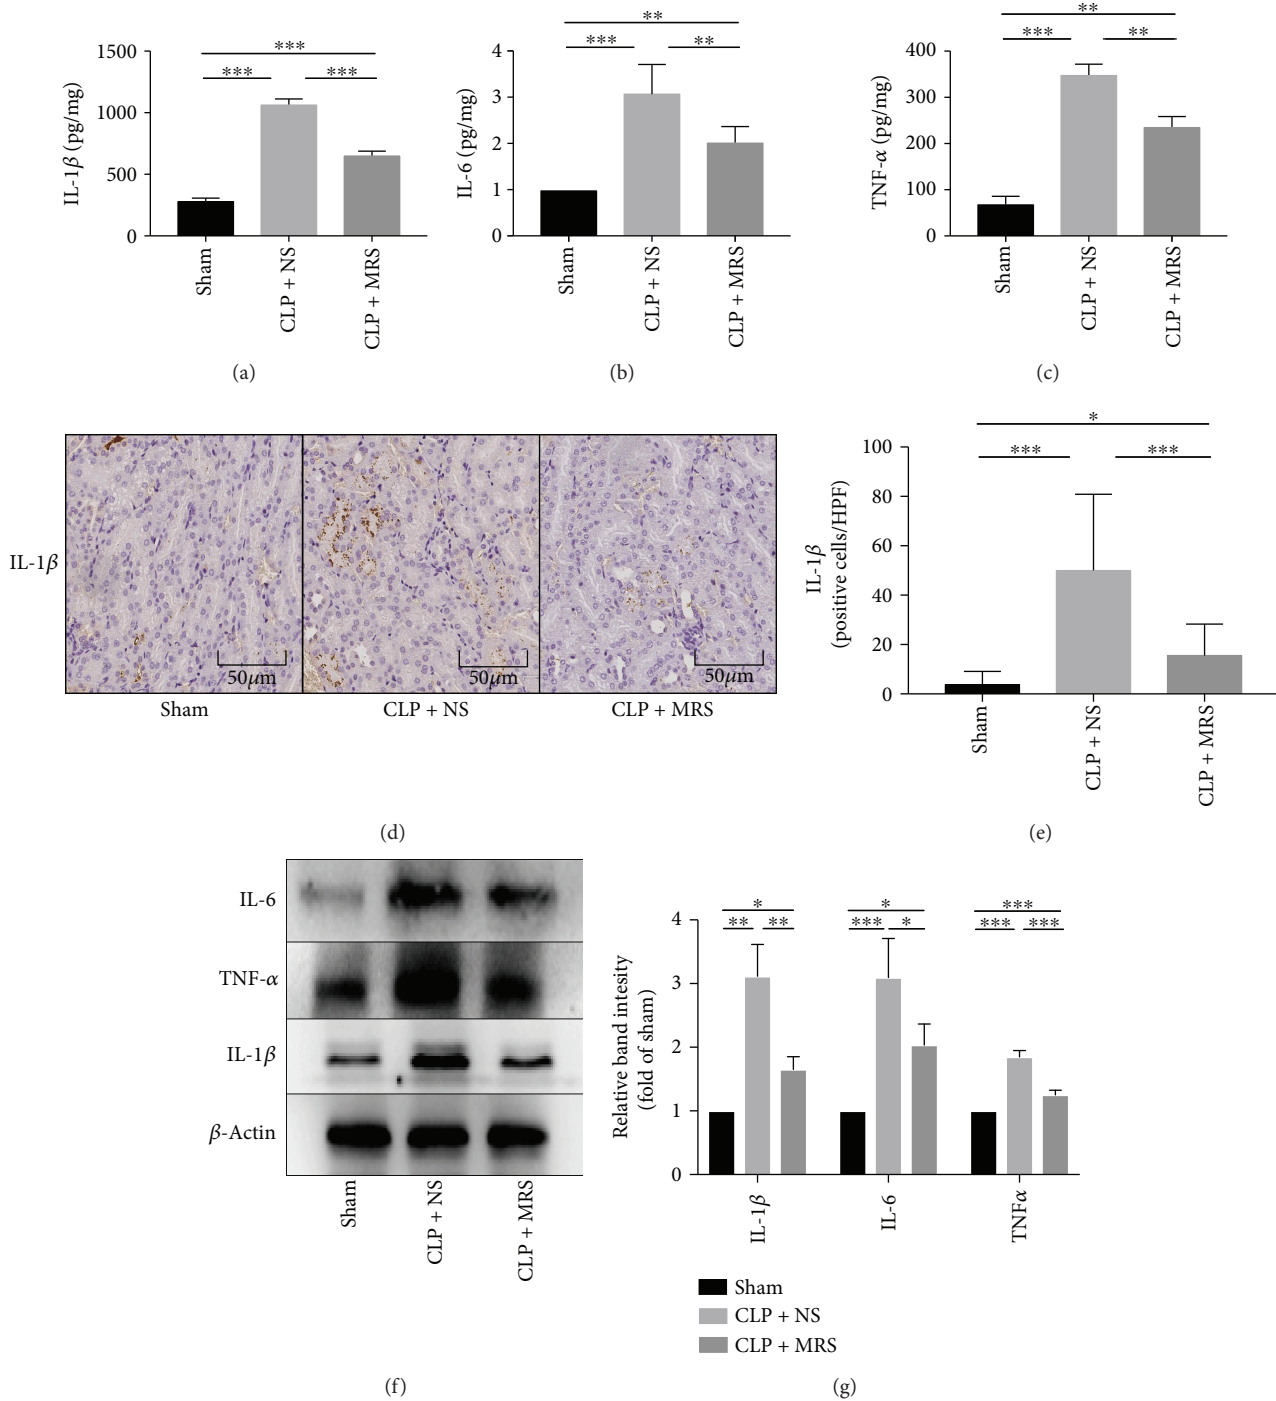 ***
*** ***
1500
1000
500
0
IL-1β (pg/mg)
Sham
CLP + NS
CLP + MRS
(a)
**
*** **
4
3
2
1
0
IL-6 (pg/mg)
Sham
CLP + NS
CLP + MRS
(b)
**
*** **
400
300
200
100
0
TNF-α (pg/mg)
Sham
CLP + NS
CLP + MRS
(c)
IL-1β
50μm 50μm 50μm
Sham CLP + NS CLP + MRS
(d)
*
*** ***
100
80
60
40
20
0
IL-1β
(positive cells/HPF)
Sham
CLP + NS
CLP + MRS
(e)
IL-6
TNF-α
IL-1β
β-Actin
Sham
CLP + NS
CLP + MRS
(f)
* * ***
** ** *** * *** ***
4
3
2
1
0
Relative band intesity
(fold of sham)
IL-1β
IL-6
TNFα
Sham
CLP + NS
CLP + MRS
(g)